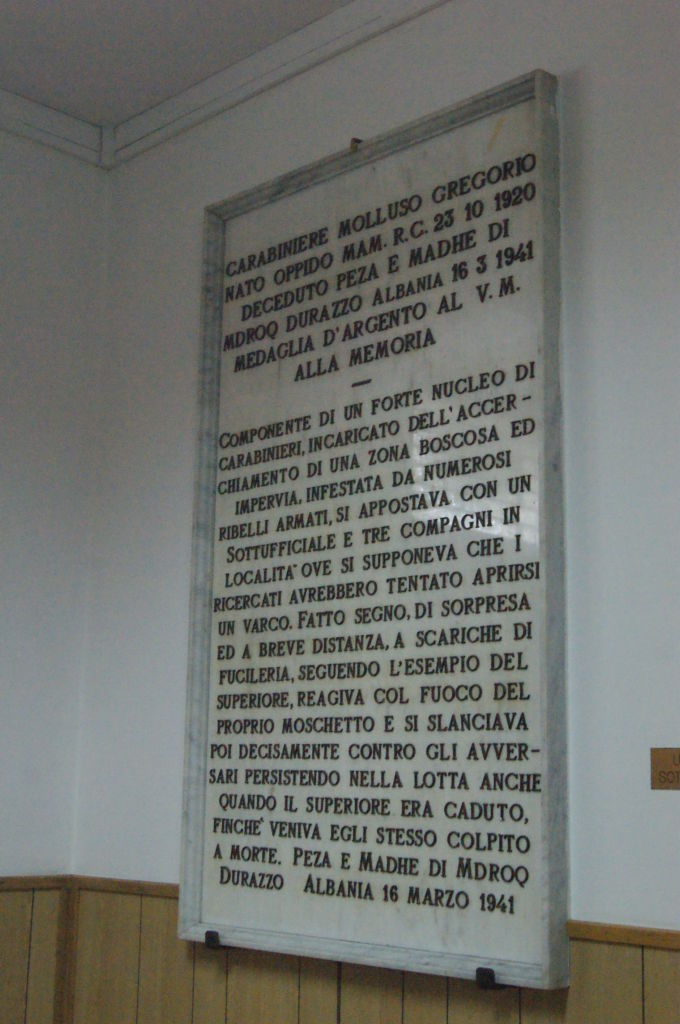 CARABINIERE MOLLUSO GREGORIO
NATO OPPIDO MAM. R.C. 23 10 1920
DECEDUTO PEZA E MADHE DI
MDROQ DURAZZO ALBANIA 16 3 1941
MEDAGLIA D'ARGENTO AL V. M.
ALLA MEMORIA
—
COMPONENTE DI UN FORTE NUCLEO DI
CARABINIERI, INCARICATO DELL'ACCER-
CHIAMENTO DI UNA ZONA BOSCOSA ED
IMPERVIA, INFESTATA DA NUMEROSI
RIBELLI ARMATI, SI APPOSTAVA CON UN
SOTTUFFICIALE E TRE COMPAGNI IN
LOCALITA' OVE SI SUPPONEVA CHE I
RICERCATI AVREBBERO TENTATO APRIRSI
UN VARCO. FATTO SEGNO, DI SORPRESA
ED A BREVE DISTANZA, A SCARICHE DI
FUCILERIA, SEGUENDO L'ESEMPIO DEL
SUPERIORE, REAGIVA COL FUOCO DEL
PROPRIO MOSCHETTO E SI SLANCIAVA
POI DECISAMENTE CONTRO GLI AVVER-
SARI PERSISTENDO NELLA LOTTA ANCHE
QUANDO IL SUPERIORE ERA CADUTO,
FINCHE' VENIVA EGLI STESSO COLPITO
A MORTE. PEZA E MADHE DI MDROQ
DURAZZO ALBANIA 16 MARZO 1941